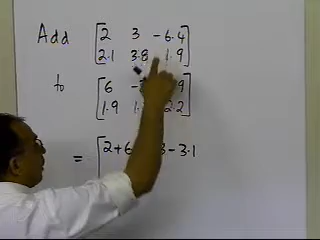 Add [ 2 3 -6.4
2.1 3.8 1.9 ]
to [ 6 9
1.9 2.2 ]
= [ 2+6 3-3.1